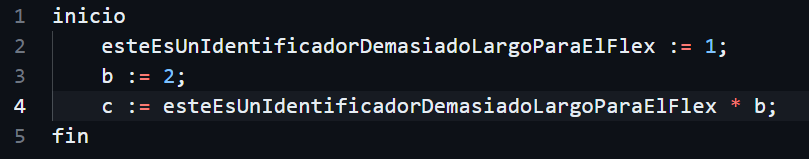 1 inicio
2     esteEsUnIdentificadorDemasiadoLargoParaElFlex := 1;
3     b := 2;
4     c := esteEsUnIdentificadorDemasiadoLargoParaElFlex * b;
5 fin